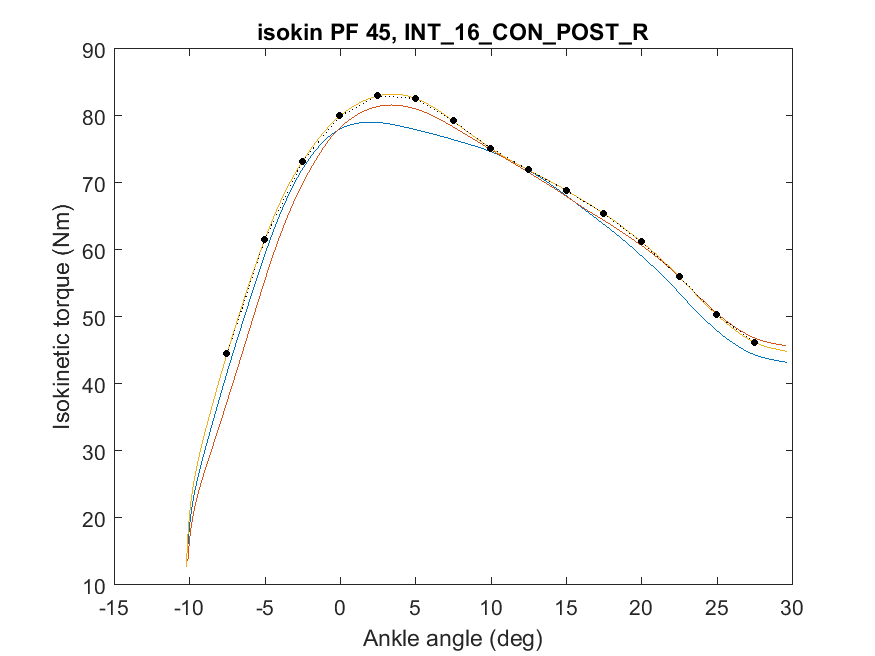 isokin PF 45, INT_16_CON_POST_R
90
80
70
60
50
40
30
20
10
Isokinetic torque (Nm)
-15 -10 -5 0 5 10 15 20 25 30
Ankle angle (deg)